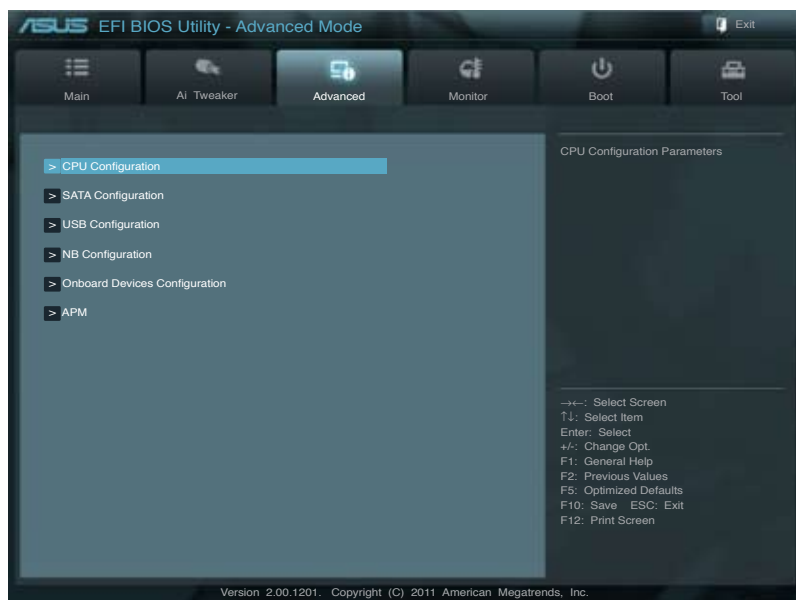 ASUS EFI BIOS Utility - Advanced Mode
Exit
Main
Ai Tweaker
Advanced
Monitor
Boot
Tool
> CPU Configuration
> SATA Configuration
> USB Configuration
> NB Configuration
> Onboard Devices Configuration
> APM
CPU Configuration Parameters
→←: Select Screen
↑↓: Select Item
Enter: Select
+/-: Change Opt.
F1: General Help
F2: Previous Values
F5: Optimized Defaults
F10: Save ESC: Exit
F12: Print Screen
Version 2.00.1201. Copyright (C) 2011 American Megatrends, Inc.